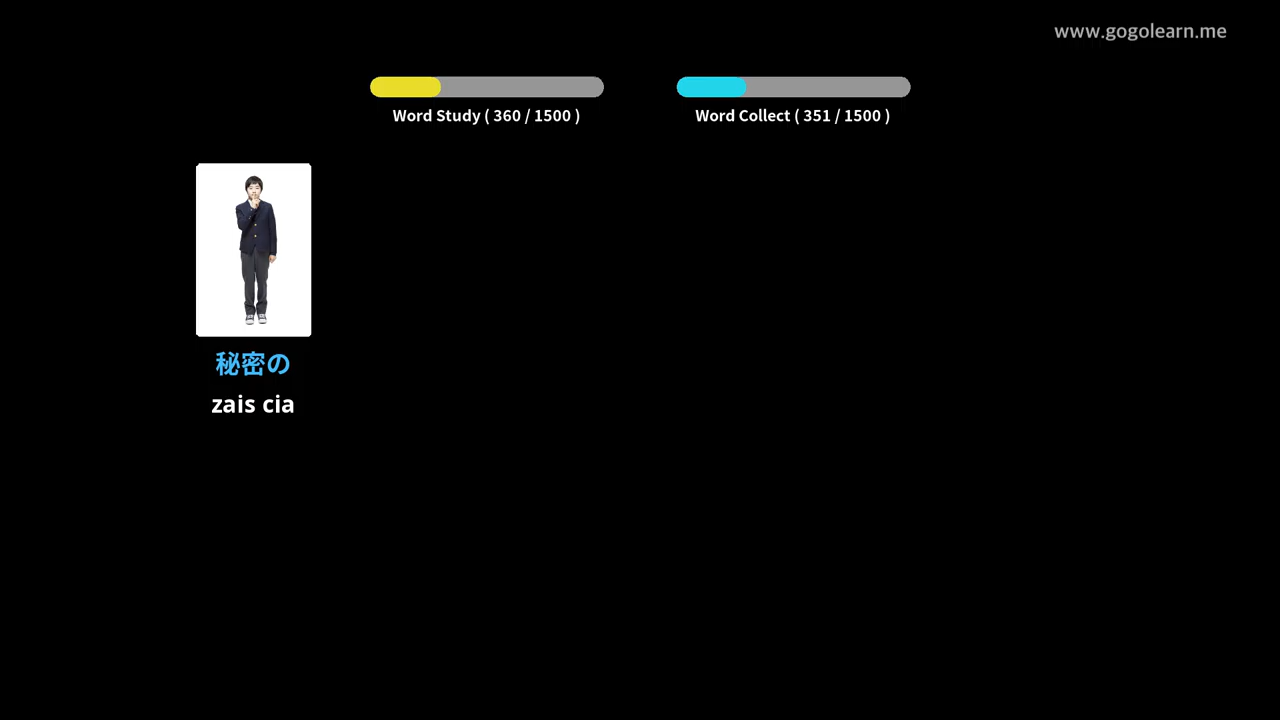 www.gogolearn.me
Word Study ( 360 / 1500 )
Word Collect ( 351 / 1500 )
秘密の
zais cia